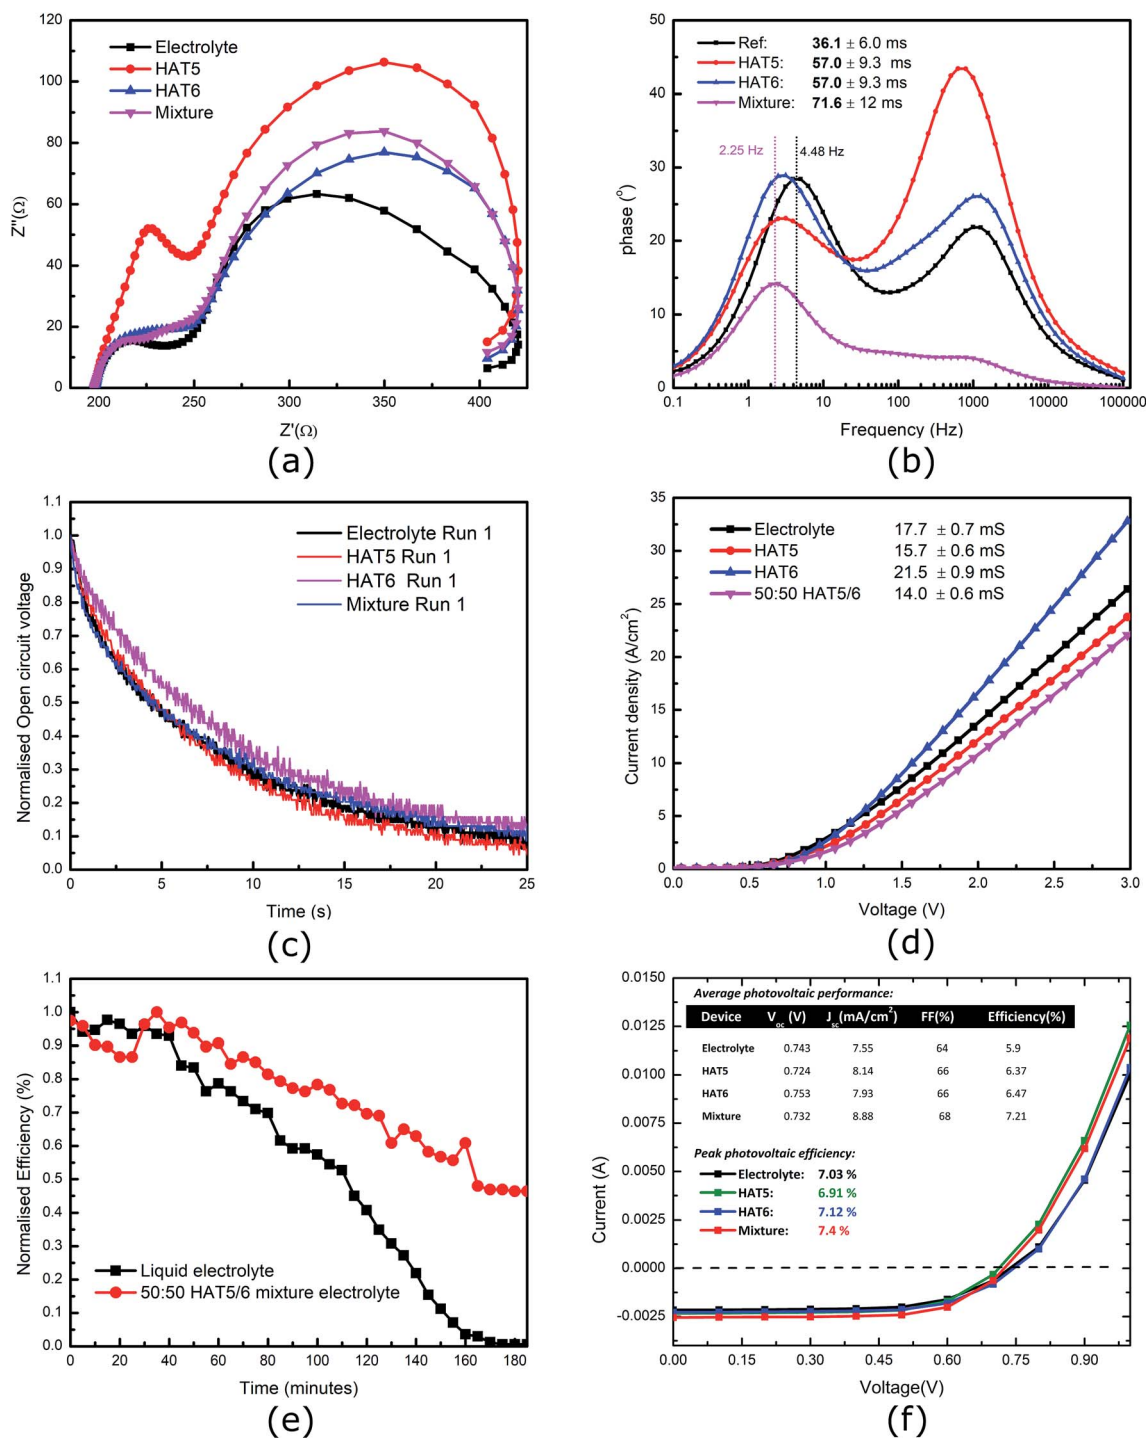 120
100
80
60
40
20
0
Z''(Ω)
Electrolyte
HAT5
HAT6
Mixture
200 250 300 350 400
Z'(Ω)
(a)
50
40
30
20
10
0
phase (°)
Ref: 36.1 ± 6.0 ms
HAT5: 57.0 ± 9.3 ms
HAT6: 57.0 ± 9.3 ms
Mixture: 71.6 ± 12 ms
2.25 Hz 4.48 Hz
0.1 1 10 100 1000 10000 100000
Frequency (Hz)
(b)
1.1
1.0
0.9
0.8
0.7
0.6
0.5
0.4
0.3
0.2
0.1
0.0
Normalised Open circuit voltage
Electrolyte Run 1
HAT5 Run 1
HAT6 Run 1
Mixture Run 1
0 5 10 15 20 25
Time (s)
(c)
35
30
25
20
15
10
5
0
Current density (A/cm²)
Electrolyte 17.7 ± 0.7 mS
HAT5 15.7 ± 0.6 mS
HAT6 21.5 ± 0.9 mS
50:50 HAT5/6 14.0 ± 0.6 mS
0.0 0.5 1.0 1.5 2.0 2.5 3.0
Voltage (V)
(d)
1.1
1.0
0.9
0.8
0.7
0.6
0.5
0.4
0.3
0.2
0.1
0.0
Normalised Efficiency (%)
Liquid electrolyte
50:50 HAT5/6 mixture electrolyte
0 20 40 60 80 100 120 140 160 180
Time (minutes)
(e)
0.0150
0.0125
0.0100
0.0075
0.0050
0.0025
0.0000
-0.0025
Current (A)
Average photovoltaic performance:
Device V_oc (V) J_sc(mA/cm²) FF(%) Efficiency(%)
Electrolyte 0.743 7.55 64 5.9
HAT5 0.724 8.14 66 6.37
HAT6 0.753 7.93 66 6.47
Mixture 0.732 8.88 68 7.21
Peak photovoltaic efficiency:
Electrolyte: 7.03 %
HAT5: 6.91 %
HAT6: 7.12 %
Mixture: 7.4 %
0.00 0.15 0.30 0.45 0.60 0.75 0.90
Voltage(V)
(f)